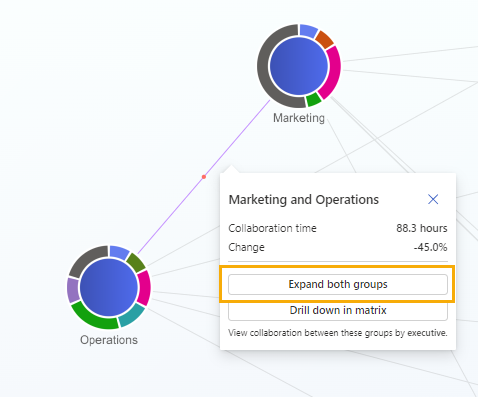 Marketing
Marketing and Operations
Collaboration time 88.3 hours
Change -45.0%
Expand both groups
Drill down in matrix
View collaboration between these groups by executive.
Operations